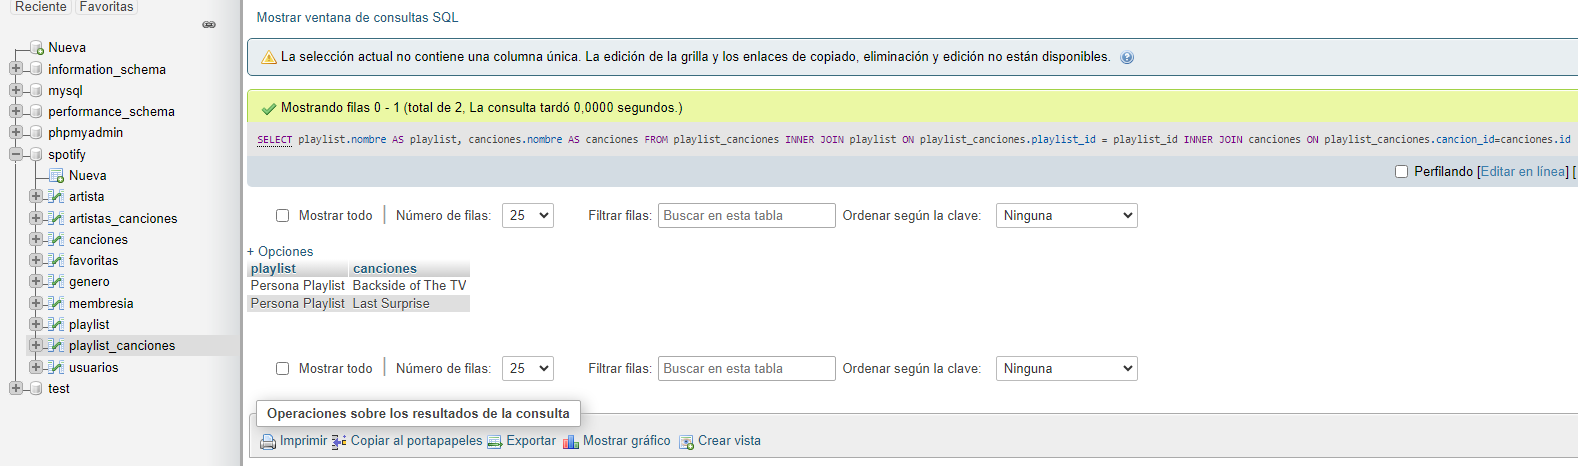 Reciente Favoritas
Nueva
information_schema
mysql
performance_schema
phpmyadmin
spotify
Nueva
artista
artistas_canciones
canciones
favoritas
genero
membresia
playlist
playlist_canciones
usuarios
test
Mostrar ventana de consultas SQL
La selección actual no contiene una columna única. La edición de la grilla y los enlaces de copiado, eliminación y edición no están disponibles.
Mostrando filas 0 - 1 (total de 2, La consulta tardó 0,0000 segundos.)
SELECT playlist.nombre AS playlist, canciones.nombre AS canciones FROM playlist_canciones INNER JOIN playlist ON playlist_canciones.playlist_id = playlist_id INNER JOIN canciones ON playlist_canciones.cancion_id=canciones.id
Perfilando [Editar en línea] [
Mostrar todo | Número de filas: 25 Filtrar filas: Buscar en esta tabla Ordenar según la clave: Ninguna
+ Opciones
playlist canciones
Persona Playlist Backside of The TV
Persona Playlist Last Surprise
Mostrar todo | Número de filas: 25 Filtrar filas: Buscar en esta tabla Ordenar según la clave: Ninguna
Operaciones sobre los resultados de la consulta
Imprimir Copiar al portapapeles Exportar Mostrar gráfico Crear vista